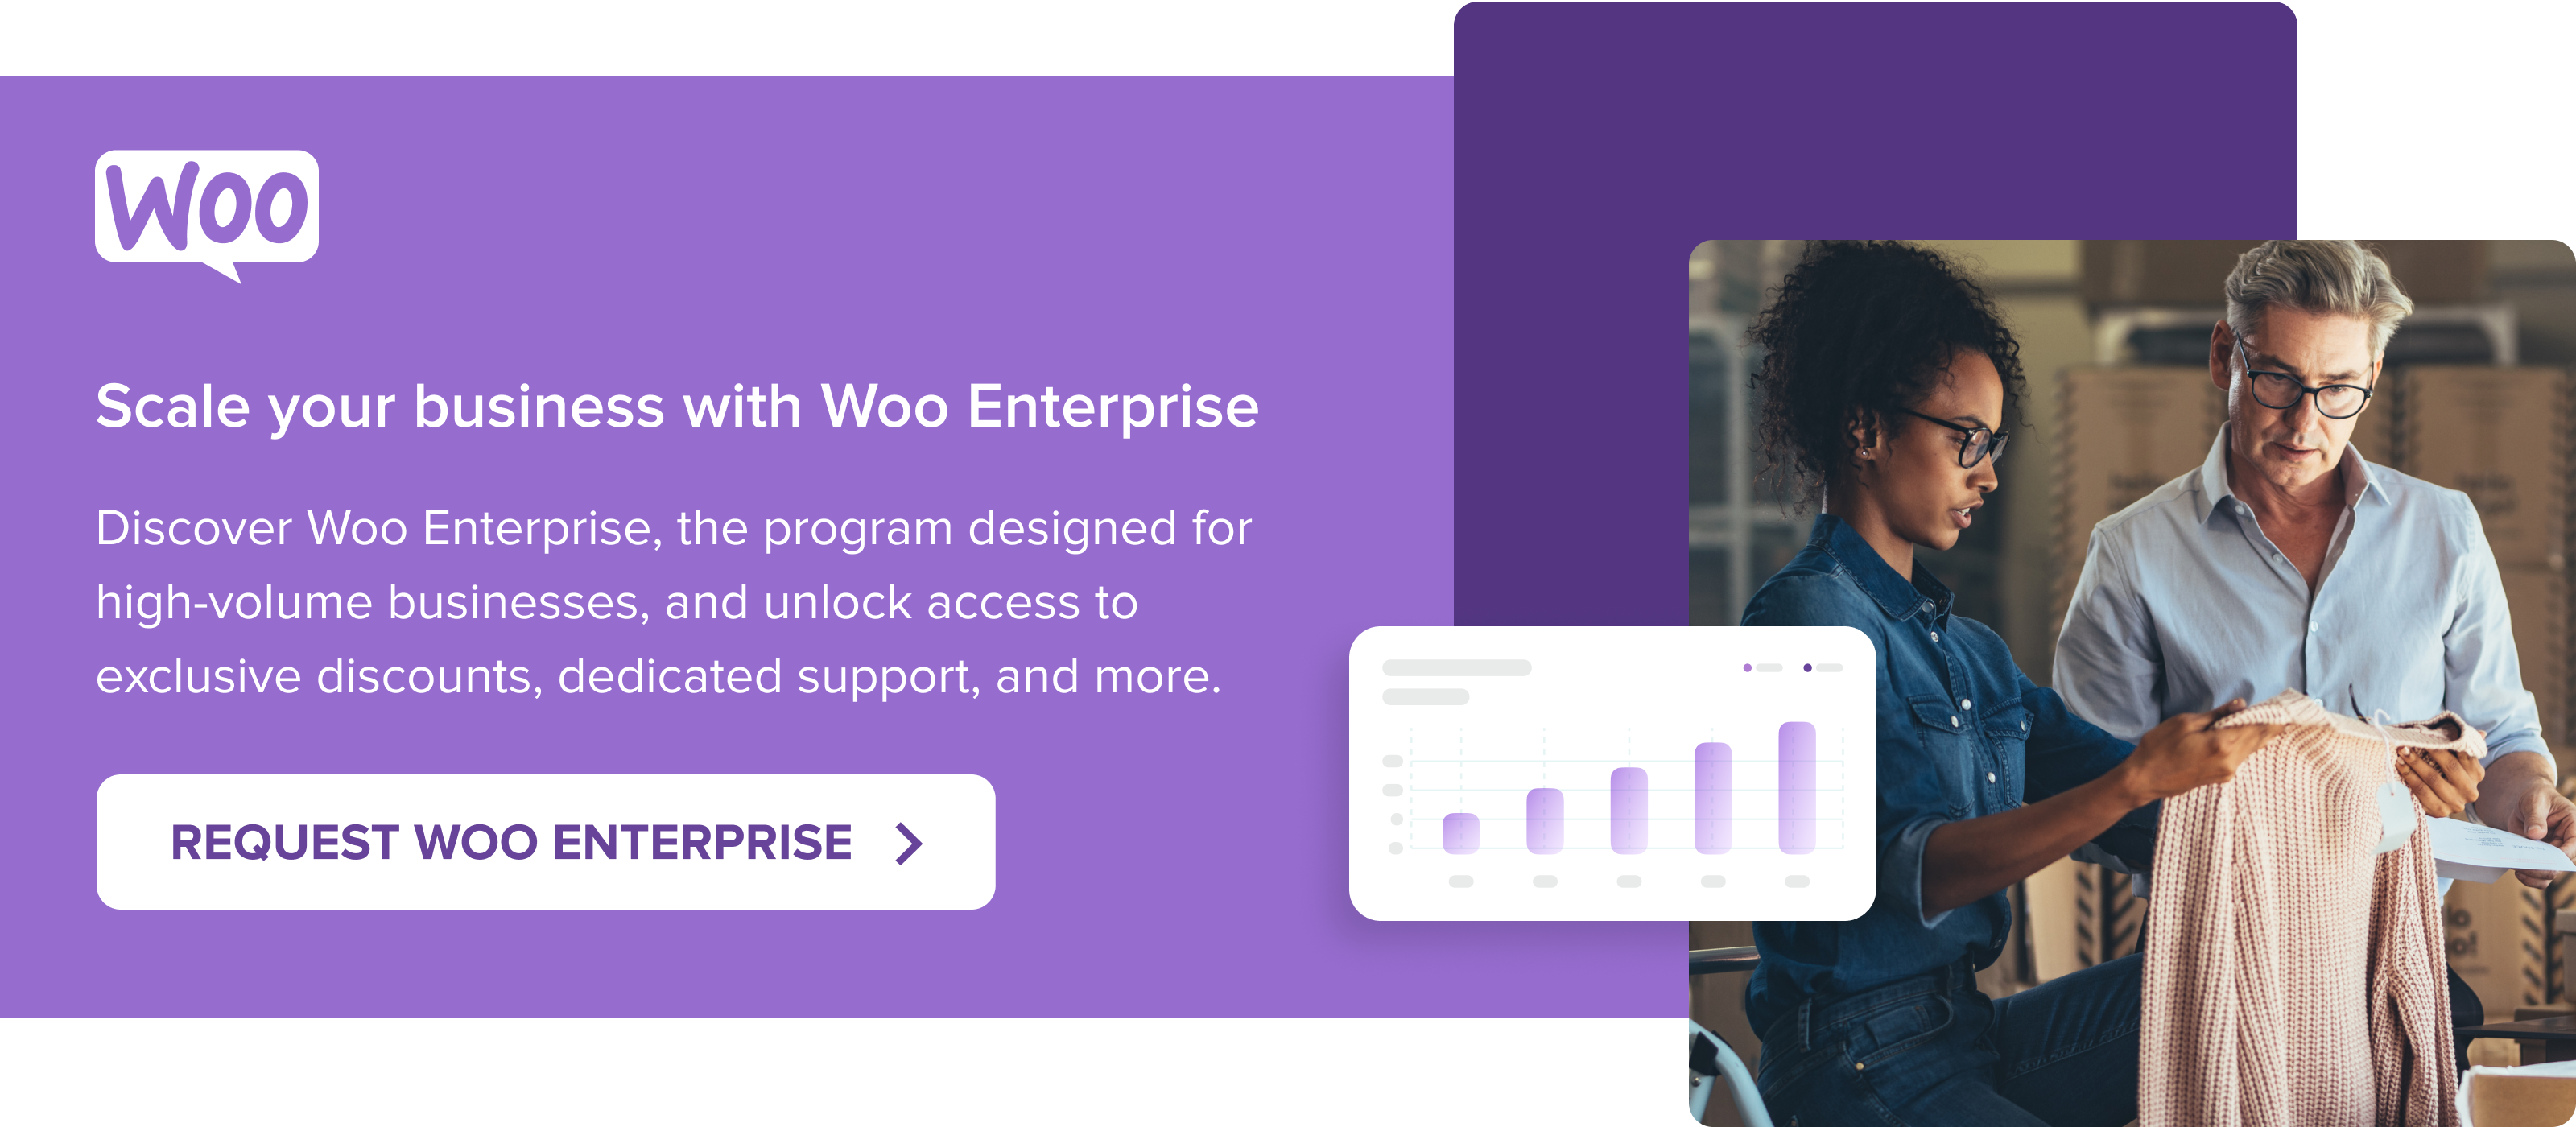 Woo
Scale your business with Woo Enterprise
Discover Woo Enterprise, the program designed for
high-volume businesses, and unlock access to
exclusive discounts, dedicated support, and more.
REQUEST WOO ENTERPRISE